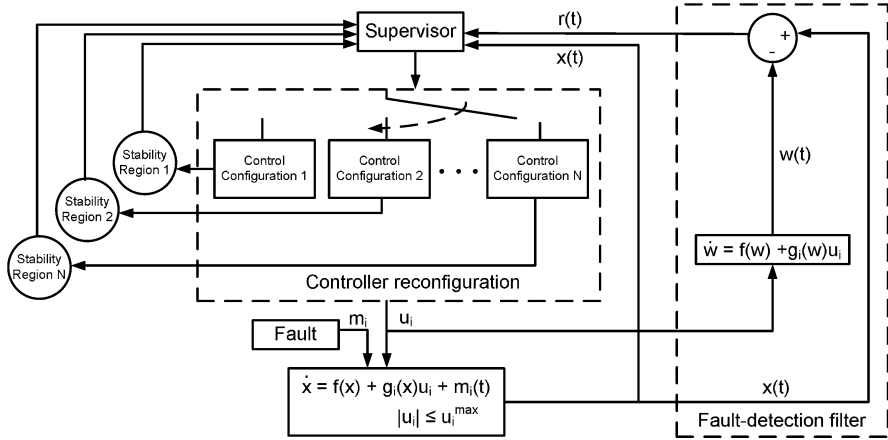 r(t)
Supervisor
x(t)
+
-
Stability
Region 1
Control
Configuration 1
Control
Configuration 2
. . .
Control
Configuration N
w(t)
Stability
Region 2
Stability
Region N
ẇ = f(w) +gᵢ(w)uᵢ
Controller reconfiguration
Fault
mᵢ
uᵢ
ẋ = f(x) + gᵢ(x)uᵢ + mᵢ(t)
|uᵢ| ≤ uᵢᵐᵃˣ
x(t)
Fault-detection filter